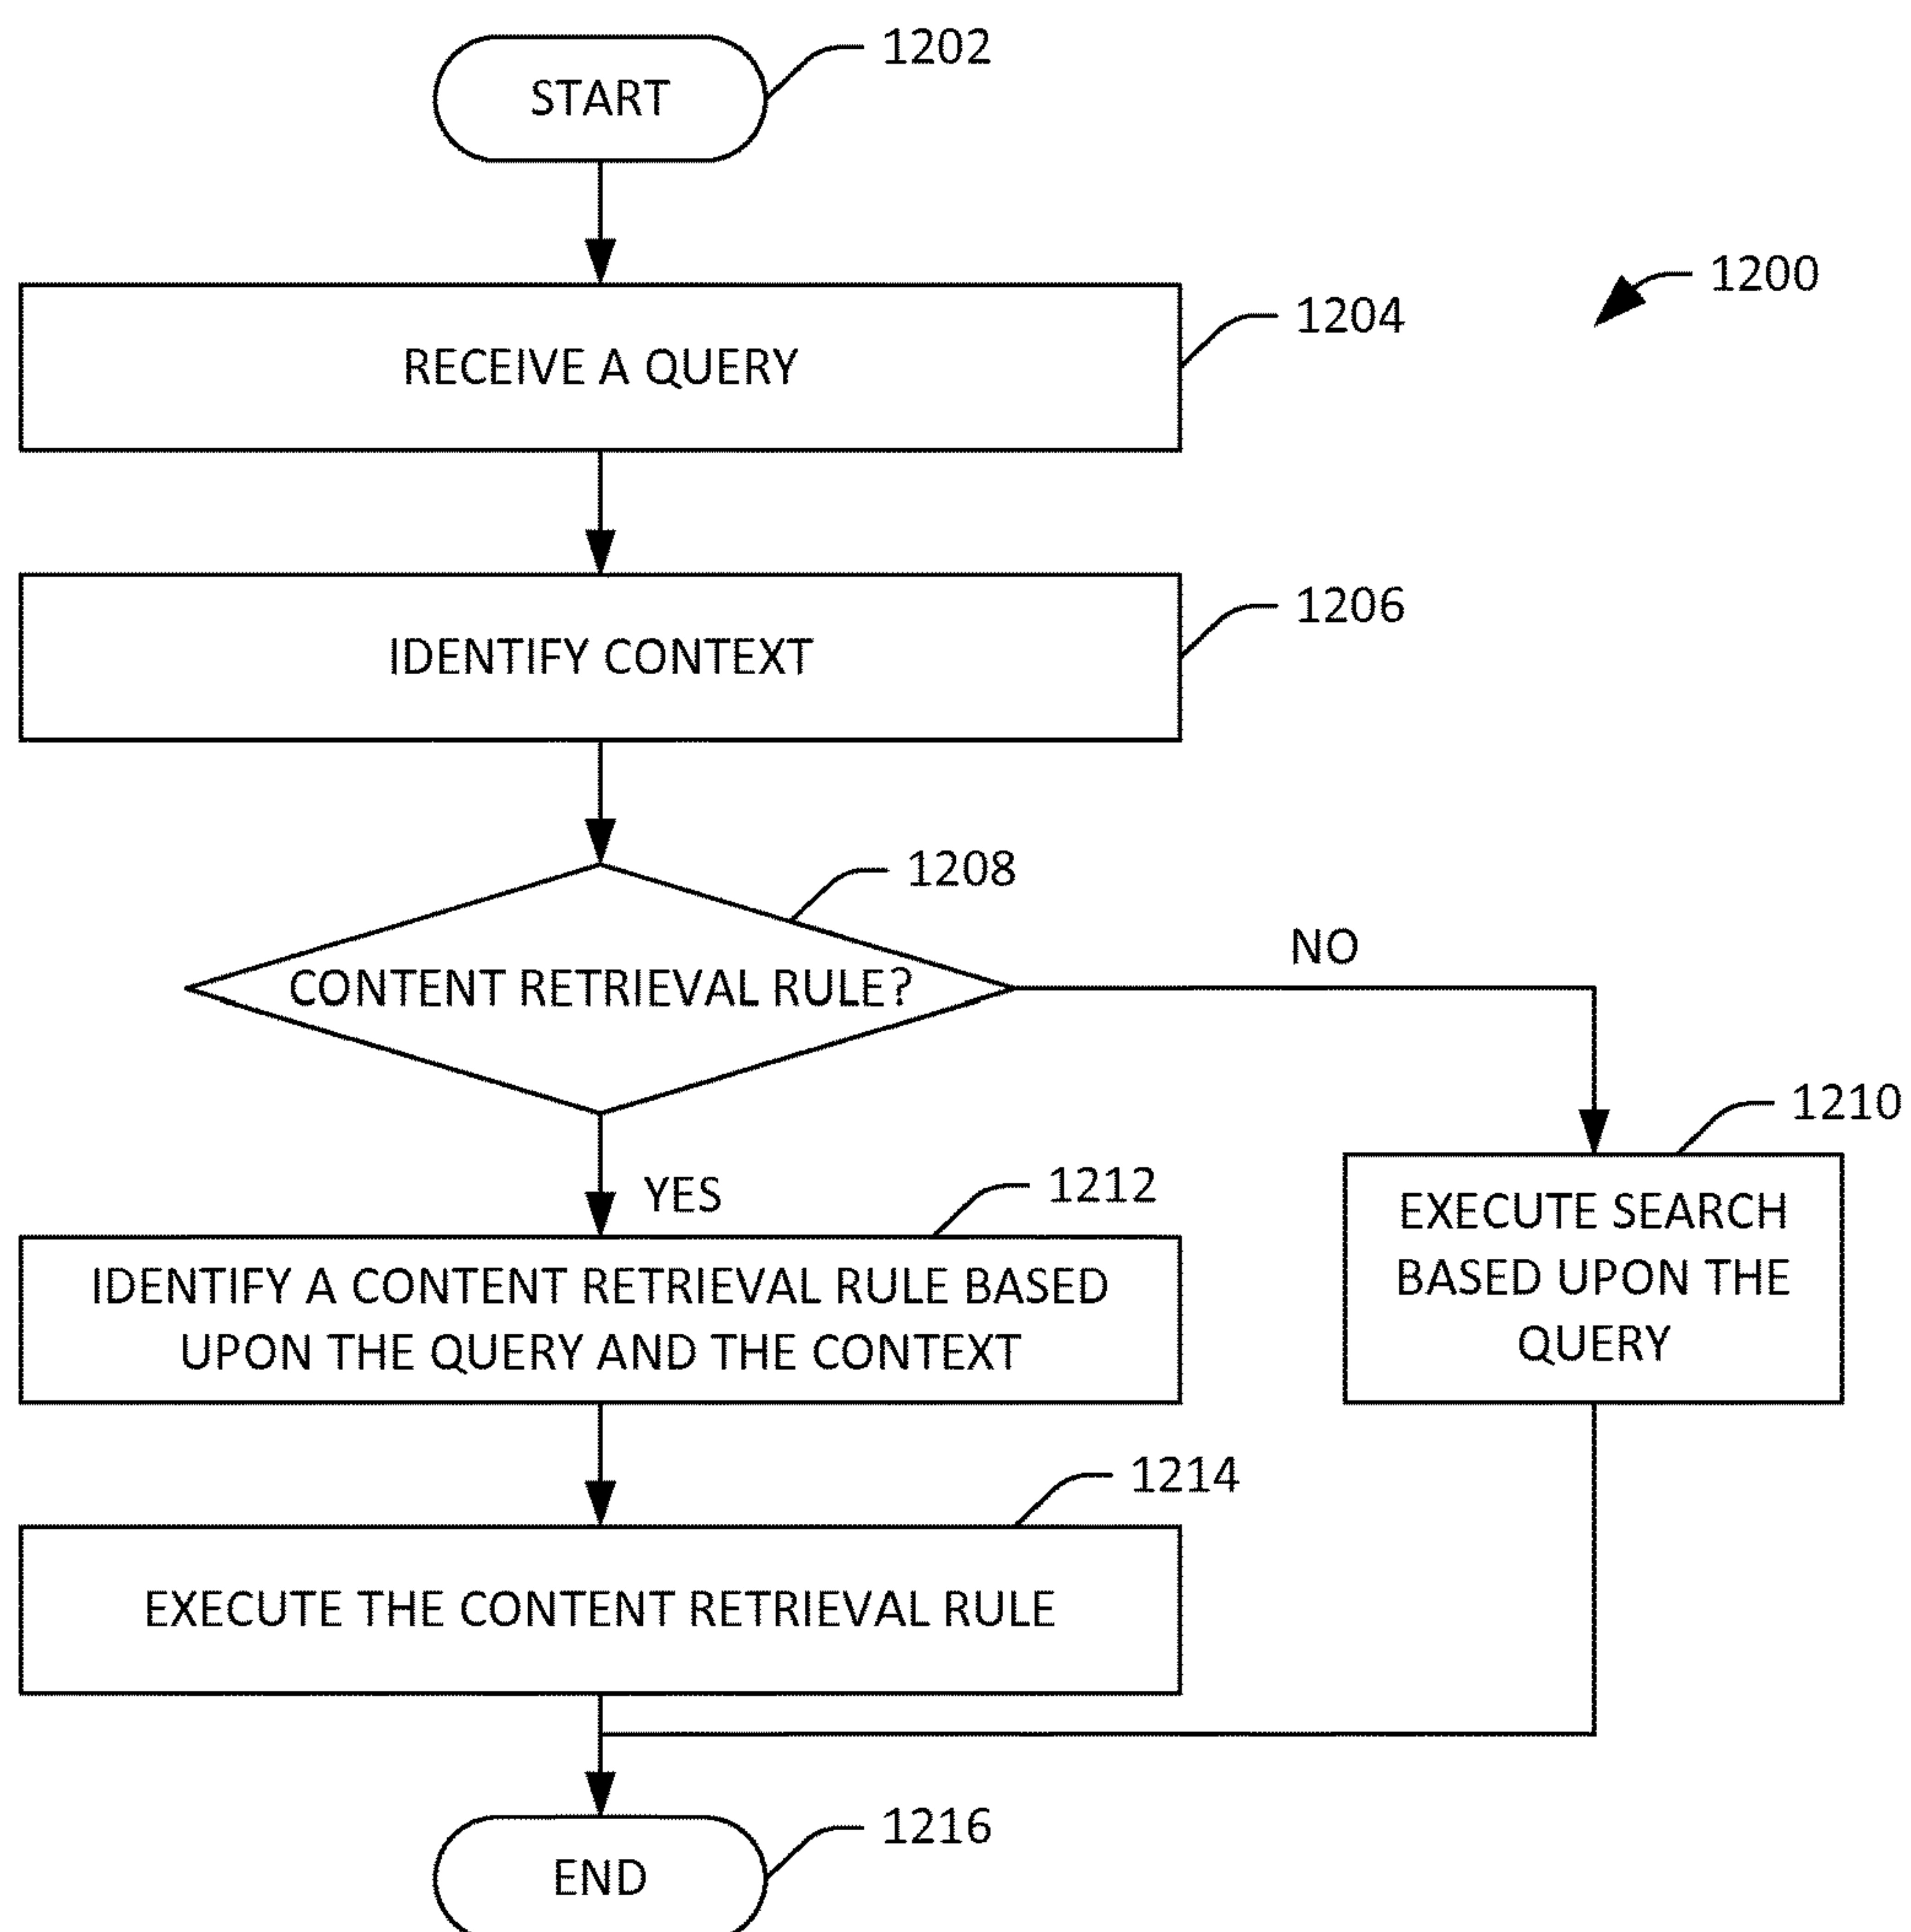 1202
START
1200
1204
RECEIVE A QUERY
1206
IDENTIFY CONTEXT
1208
CONTENT RETRIEVAL RULE?
NO
1210
YES
1212
EXECUTE SEARCH
BASED UPON THE
QUERY
IDENTIFY A CONTENT RETRIEVAL RULE BASED
UPON THE QUERY AND THE CONTEXT
1214
EXECUTE THE CONTENT RETRIEVAL RULE
1216
END